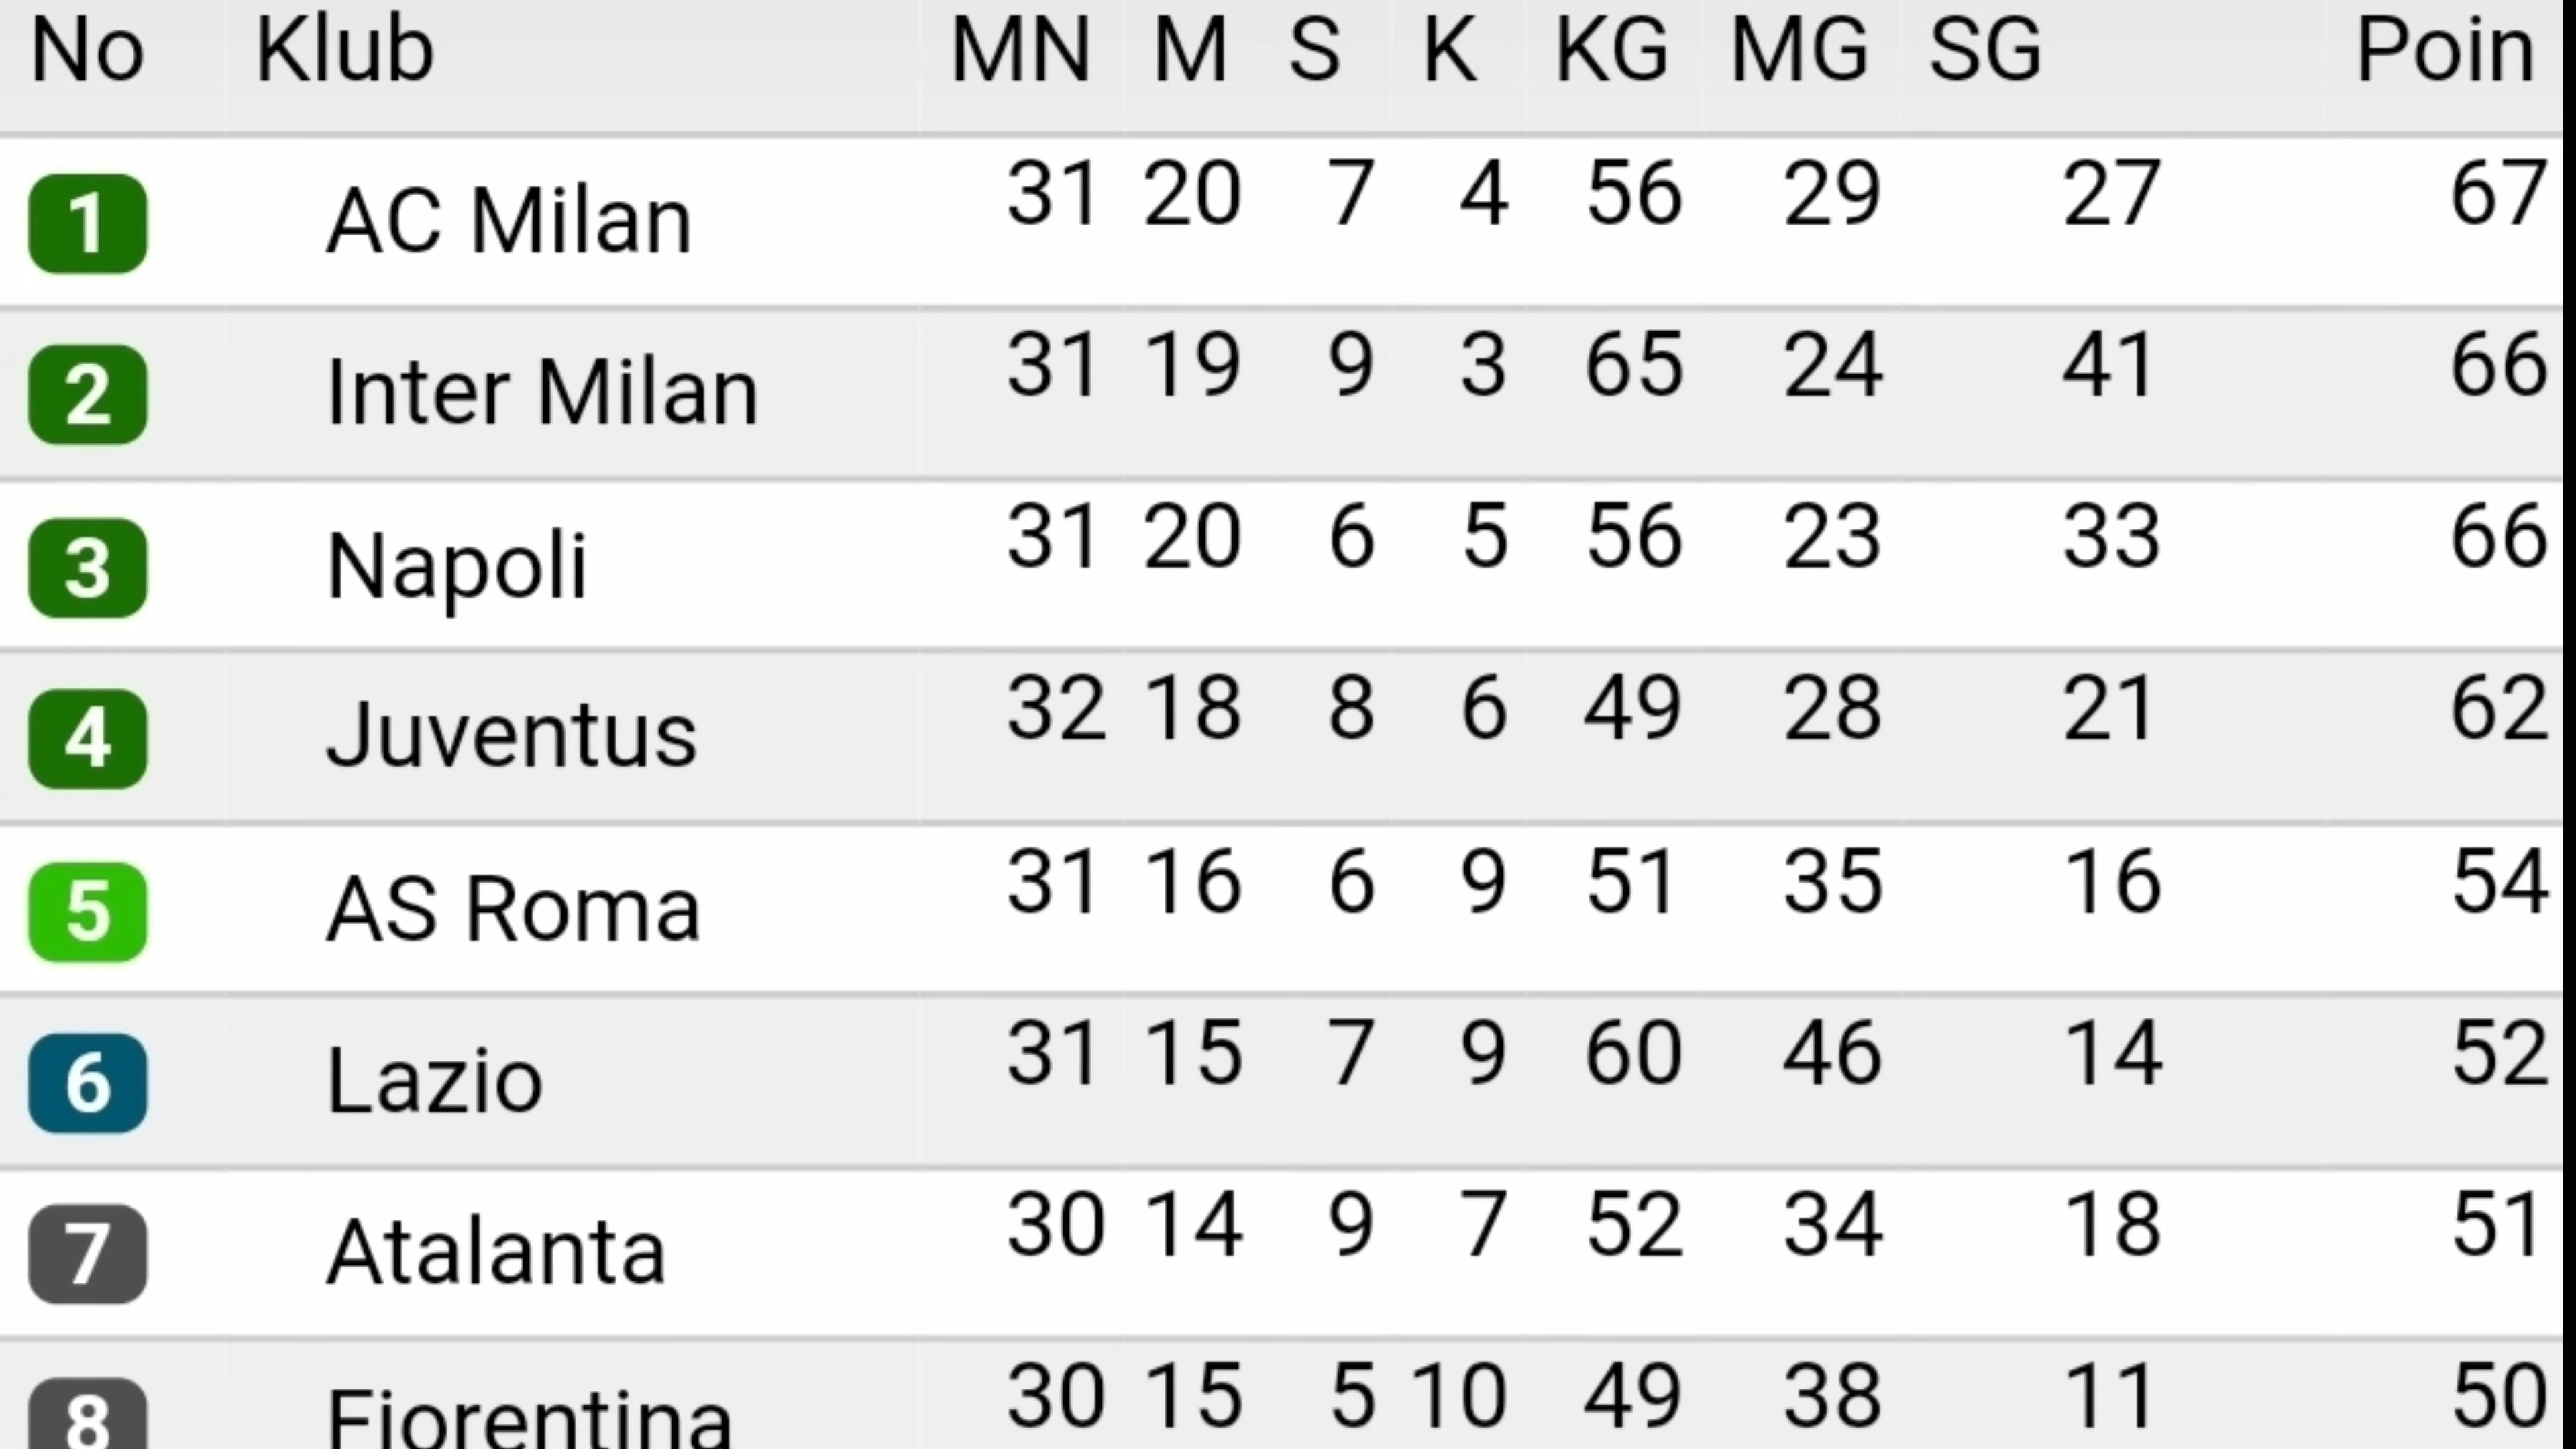 No Klub MN M S K KG MG SG Poin
1 AC Milan 31 20 7 4 56 29 27 67
2 Inter Milan 31 19 9 3 65 24 41 66
3 Napoli 31 20 6 5 56 23 33 66
4 Juventus 32 18 8 6 49 28 21 62
5 AS Roma 31 16 6 9 51 35 16 54
6 Lazio 31 15 7 9 60 46 14 52
7 Atalanta 30 14 9 7 52 34 18 51
8 Fiorentina 30 15 5 10 49 38 11 50